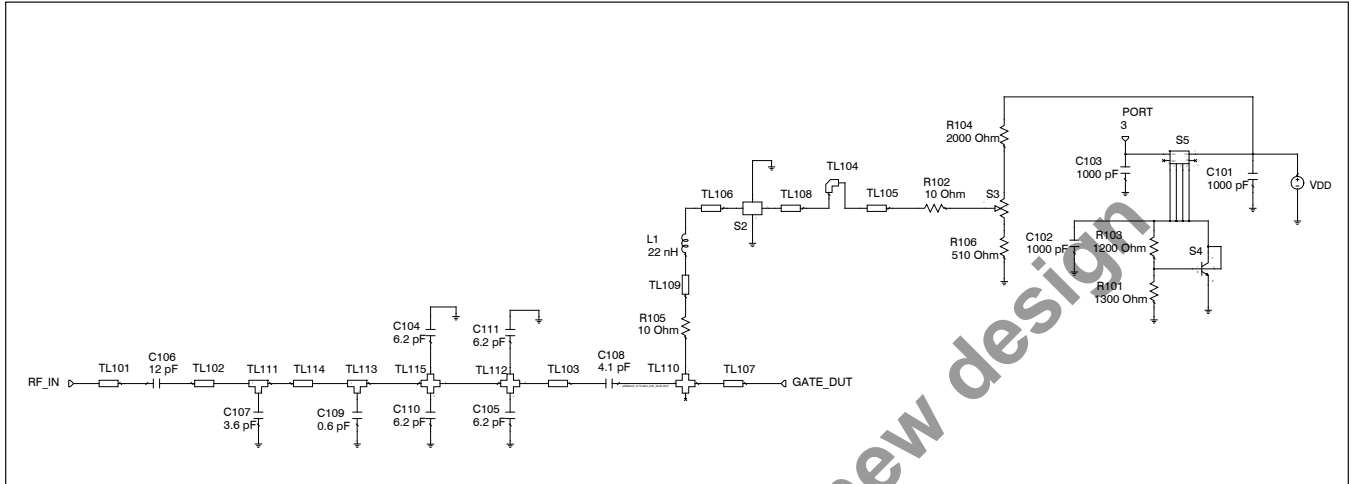 R104
2000 Ohm
PORT
3
S5
C103
1000 pF
C101
1000 pF
VDD
TL104
TL106
TL108
TL105
R102
10 Ohm
S3
S2
L1
22 nH
R106
510 Ohm
C102
1000 pF
R103
1200 Ohm
S4
R101
1300 Ohm
TL109
R105
10 Ohm
C104
6.2 pF
C111
6.2 pF
RF_IN
TL101
C106
12 pF
TL102
TL111
TL114
TL113
TL115
TL112
TL103
C108
4.1 pF
TL110
TL107
GATE_DUT
C107
3.6 pF
C109
0.6 pF
C110
6.2 pF
C105
6.2 pF
new design